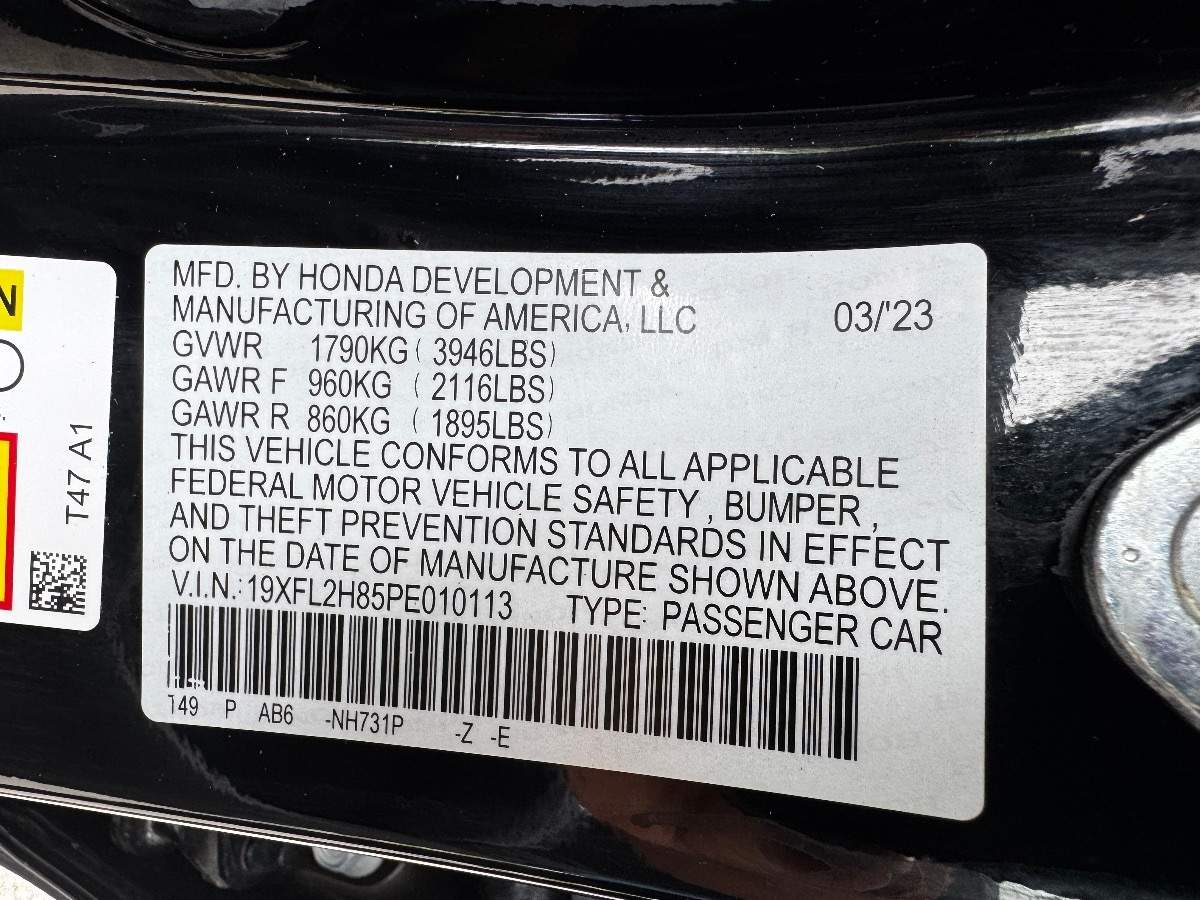 MFD. BY HONDA DEVELOPMENT &
MANUFACTURING OF AMERICA, LLC 03/'23
GVWR 1790KG ( 3946LBS)
GAWR F 960KG ( 2116LBS)
GAWR R 860KG ( 1895LBS)
THIS VEHICLE CONFORMS TO ALL APPLICABLE
FEDERAL MOTOR VEHICLE SAFETY , BUMPER ,
AND THEFT PREVENTION STANDARDS IN EFFECT
ON THE DATE OF MANUFACTURE SHOWN ABOVE.
V.I.N.: 19XFL2H85PE010113 TYPE: PASSENGER CAR
T49 P AB6 -NH731P -Z -E
N
T47 A1